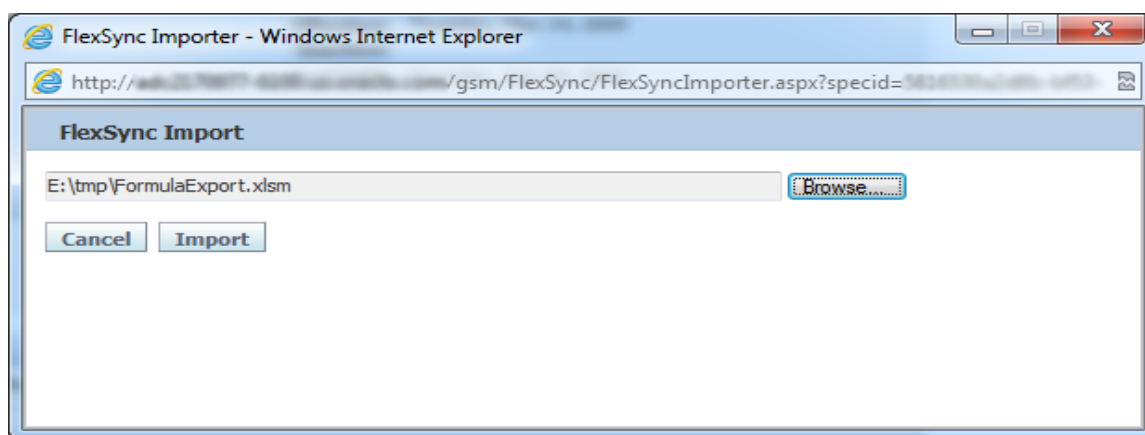 FlexSync Importer - Windows Internet Explorer
http:// /gsm/FlexSync/FlexSyncImporter.aspx?specid=
FlexSync Import
E:\tmp\FormulaExport.xlsm Browse...
Cancel Import